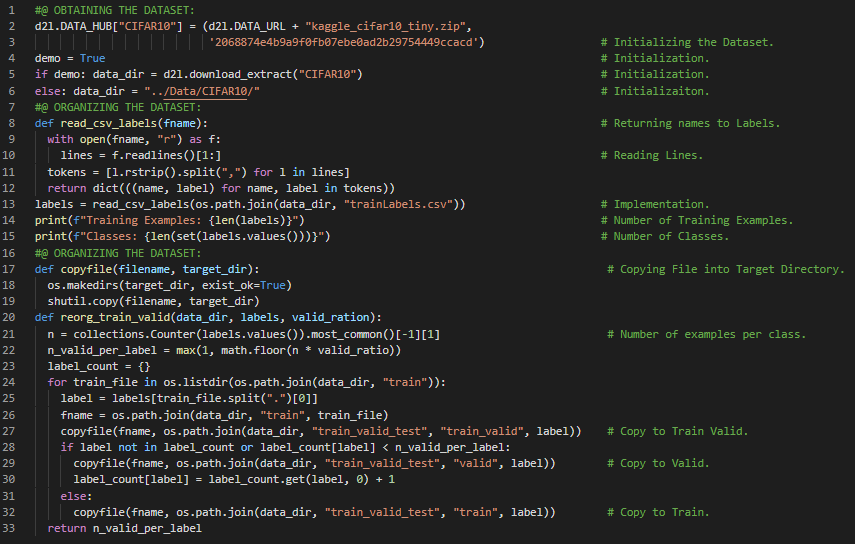 1 #@ OBTAINING THE DATASET:
2 d2l.DATA_HUB["CIFAR10"] = (d2l.DATA_URL + "kaggle_cifar10_tiny.zip",
3 '2068874e4b9a9f0fb07ebe0ad2b29754449ccacd') # Initializing the Dataset.
4 demo = True # Initialization.
5 if demo: data_dir = d2l.download_extract("CIFAR10") # Initialization.
6 else: data_dir = "../Data/CIFAR10/" # Initializaiton.
7 #@ ORGANIZING THE DATASET:
8 def read_csv_labels(fname): # Returning names to Labels.
9 with open(fname, "r") as f:
10 lines = f.readlines()[1:] # Reading Lines.
11 tokens = [l.rstrip().split(",") for l in lines]
12 return dict(((name, label) for name, label in tokens))
13 labels = read_csv_labels(os.path.join(data_dir, "trainLabels.csv")) # Implementation.
14 print(f"Training Examples: {len(labels)}") # Number of Training Examples.
15 print(f"Classes: {len(set(labels.values()))}") # Number of Classes.
16 #@ ORGANIZING THE DATASET:
17 def copyfile(filename, target_dir): # Copying File into Target Directory.
18 os.makedirs(target_dir, exist_ok=True)
19 shutil.copy(filename, target_dir)
20 def reorg_train_valid(data_dir, labels, valid_ration):
21 n = collections.Counter(labels.values()).most_common()[-1][1] # Number of examples per class.
22 n_valid_per_label = max(1, math.floor(n * valid_ratio))
23 label_count = {}
24 for train_file in os.listdir(os.path.join(data_dir, "train")):
25 label = labels[train_file.split(".")[0]]
26 fname = os.path.join(data_dir, "train", train_file)
27 copyfile(fname, os.path.join(data_dir, "train_valid_test", "train_valid", label)) # Copy to Train Valid.
28 if label not in label_count or label_count[label] < n_valid_per_label:
29 copyfile(fname, os.path.join(data_dir, "train_valid_test", "valid", label)) # Copy to Valid.
30 label_count[label] = label_count.get(label, 0) + 1
31 else:
32 copyfile(fname, os.path.join(data_dir, "train_valid_test", "train", label)) # Copy to Train.
33 return n_valid_per_label